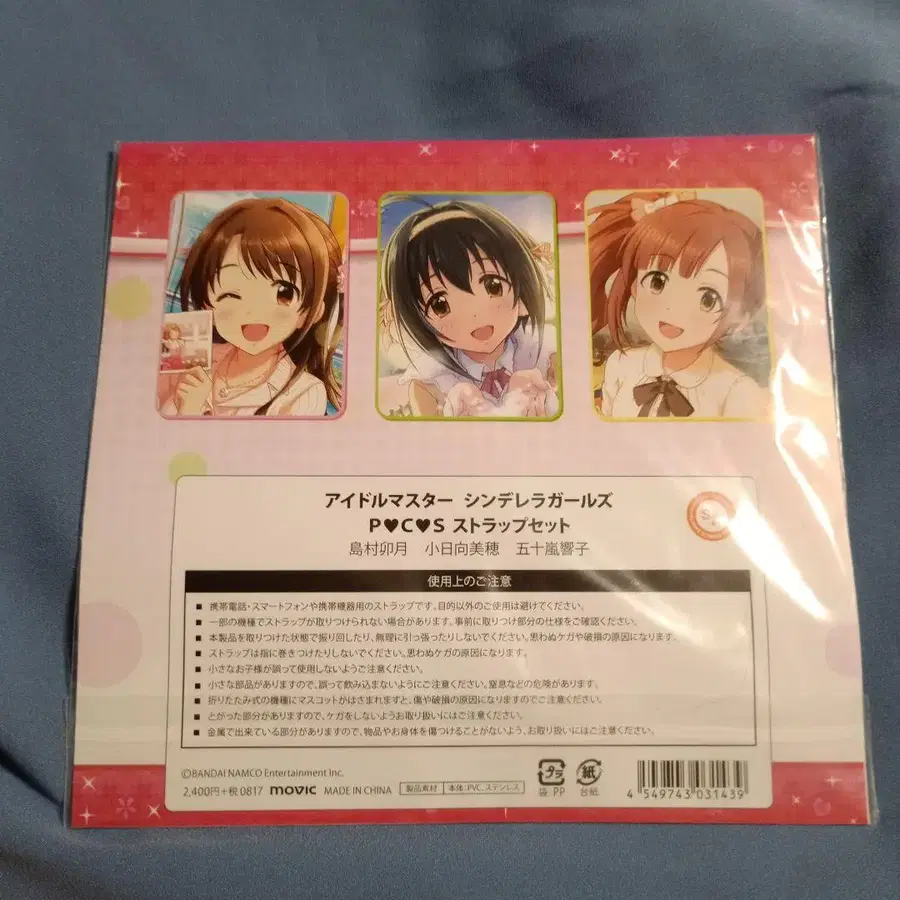 アイドルマスター シンデレラガールズ
P♥C♥S ストラップセット
島村卯月 小日向美穂 五十嵐響子
使用上のご注意
■ 携帯電話・スマートフォンや携帯機器用のストラップです。目的以外のご使用は避けてください。
■ 一部の機種でストラップが取りつけられない場合があります。事前に取りつけ部分の仕様をご確認ください。
■ 本製品を取りつけた状態で振り回したり、無理に引っ張ったりしないでください。思わぬケガや破損の原因になります。
■ ストラップは指に巻きつけたりしないでください。思わぬケガの原因になります。
■ 小さなお子様が誤って使用しないようご注意ください。
■ 小さな部品がありますので、誤って飲み込まないようにご注意ください。窒息などの危険があります。
■ 折りたたみ式の機種にマスコットがはさまれますと、傷や破損の原因になりますのでご注意ください。
■ とがった部分がありますので、ケガをしないようお取り扱いにはご注意ください。
■ 金属で出来ている部分がありますので、物品やお身体を傷つけることがないよう、お取り扱いにはご注意ください。
©BANDAI NAMCO Entertainment Inc.
2,400円+税 0817 movic MADE IN CHINA 製品素材 本体：PVC、ステンレス
プラ 袋 PP
紙 台紙
4 549743 031439